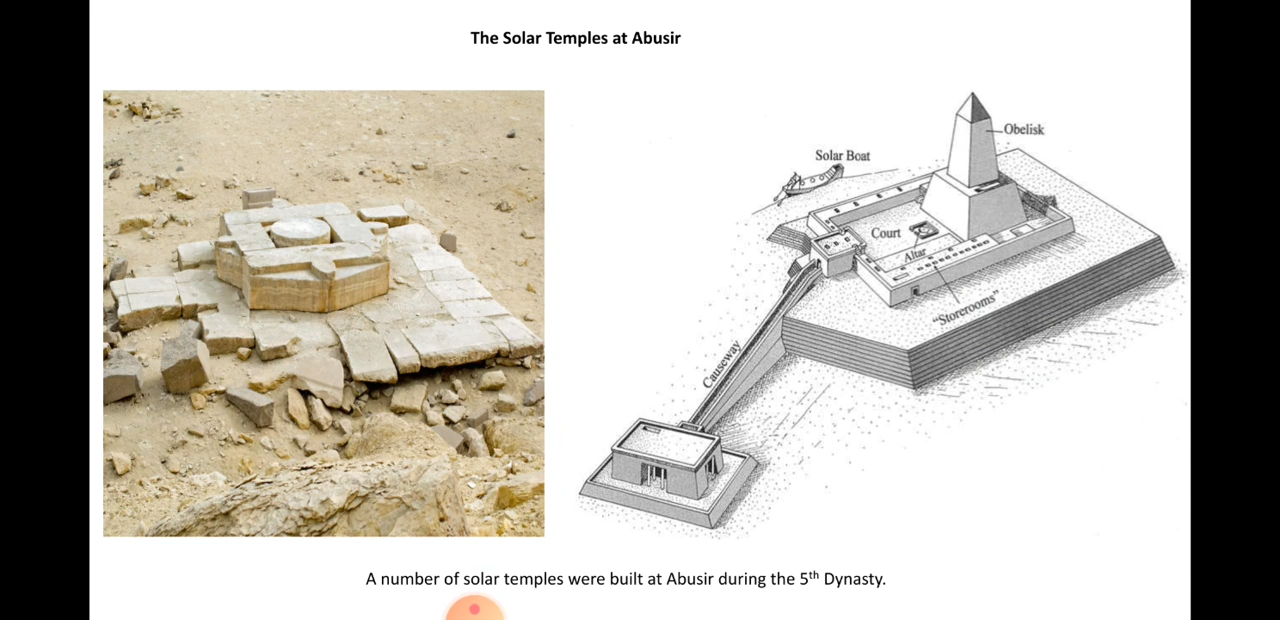 The Solar Temples at Abusir
Obelisk
Solar Boat
Court
Altar
"Storerooms"
Causeway
A number of solar temples were built at Abusir during the 5th Dynasty.